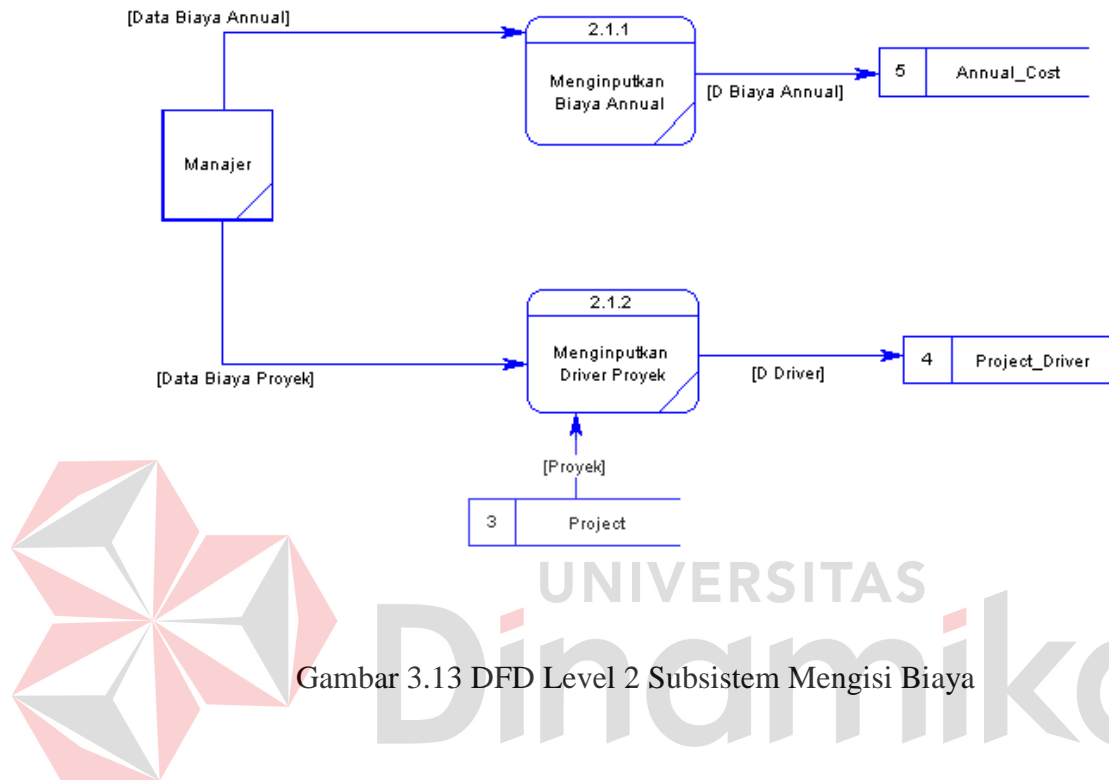 [Data Biaya Annual]
2.1.1
Menginputkan
Biaya Annual
[D Biaya Annual]
5 Annual_Cost
Manajer
2.1.2
Menginputkan
Driver Proyek
[Data Biaya Proyek]
[D Driver]
4 Project_Driver
[Proyek]
3 Project
UNIVERSITAS
Dinamika
Gambar 3.13 DFD Level 2 Subsistem Mengisi Biaya